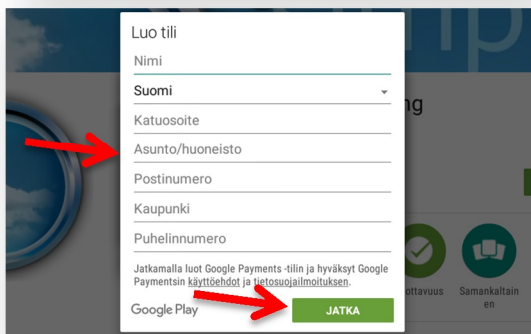 Luo tili
Nimi
Suomi
Katuosoite
Asunto/huoneisto
Postinumero
Kaupunki
Puhelinnumero
Jatkamalla luot Google Payments -tilin ja hyväksyt Google
Paymentsin käyttöehdot ja tietosuojailmoituksen.
Google Play
JATKA
Samankaltain
en